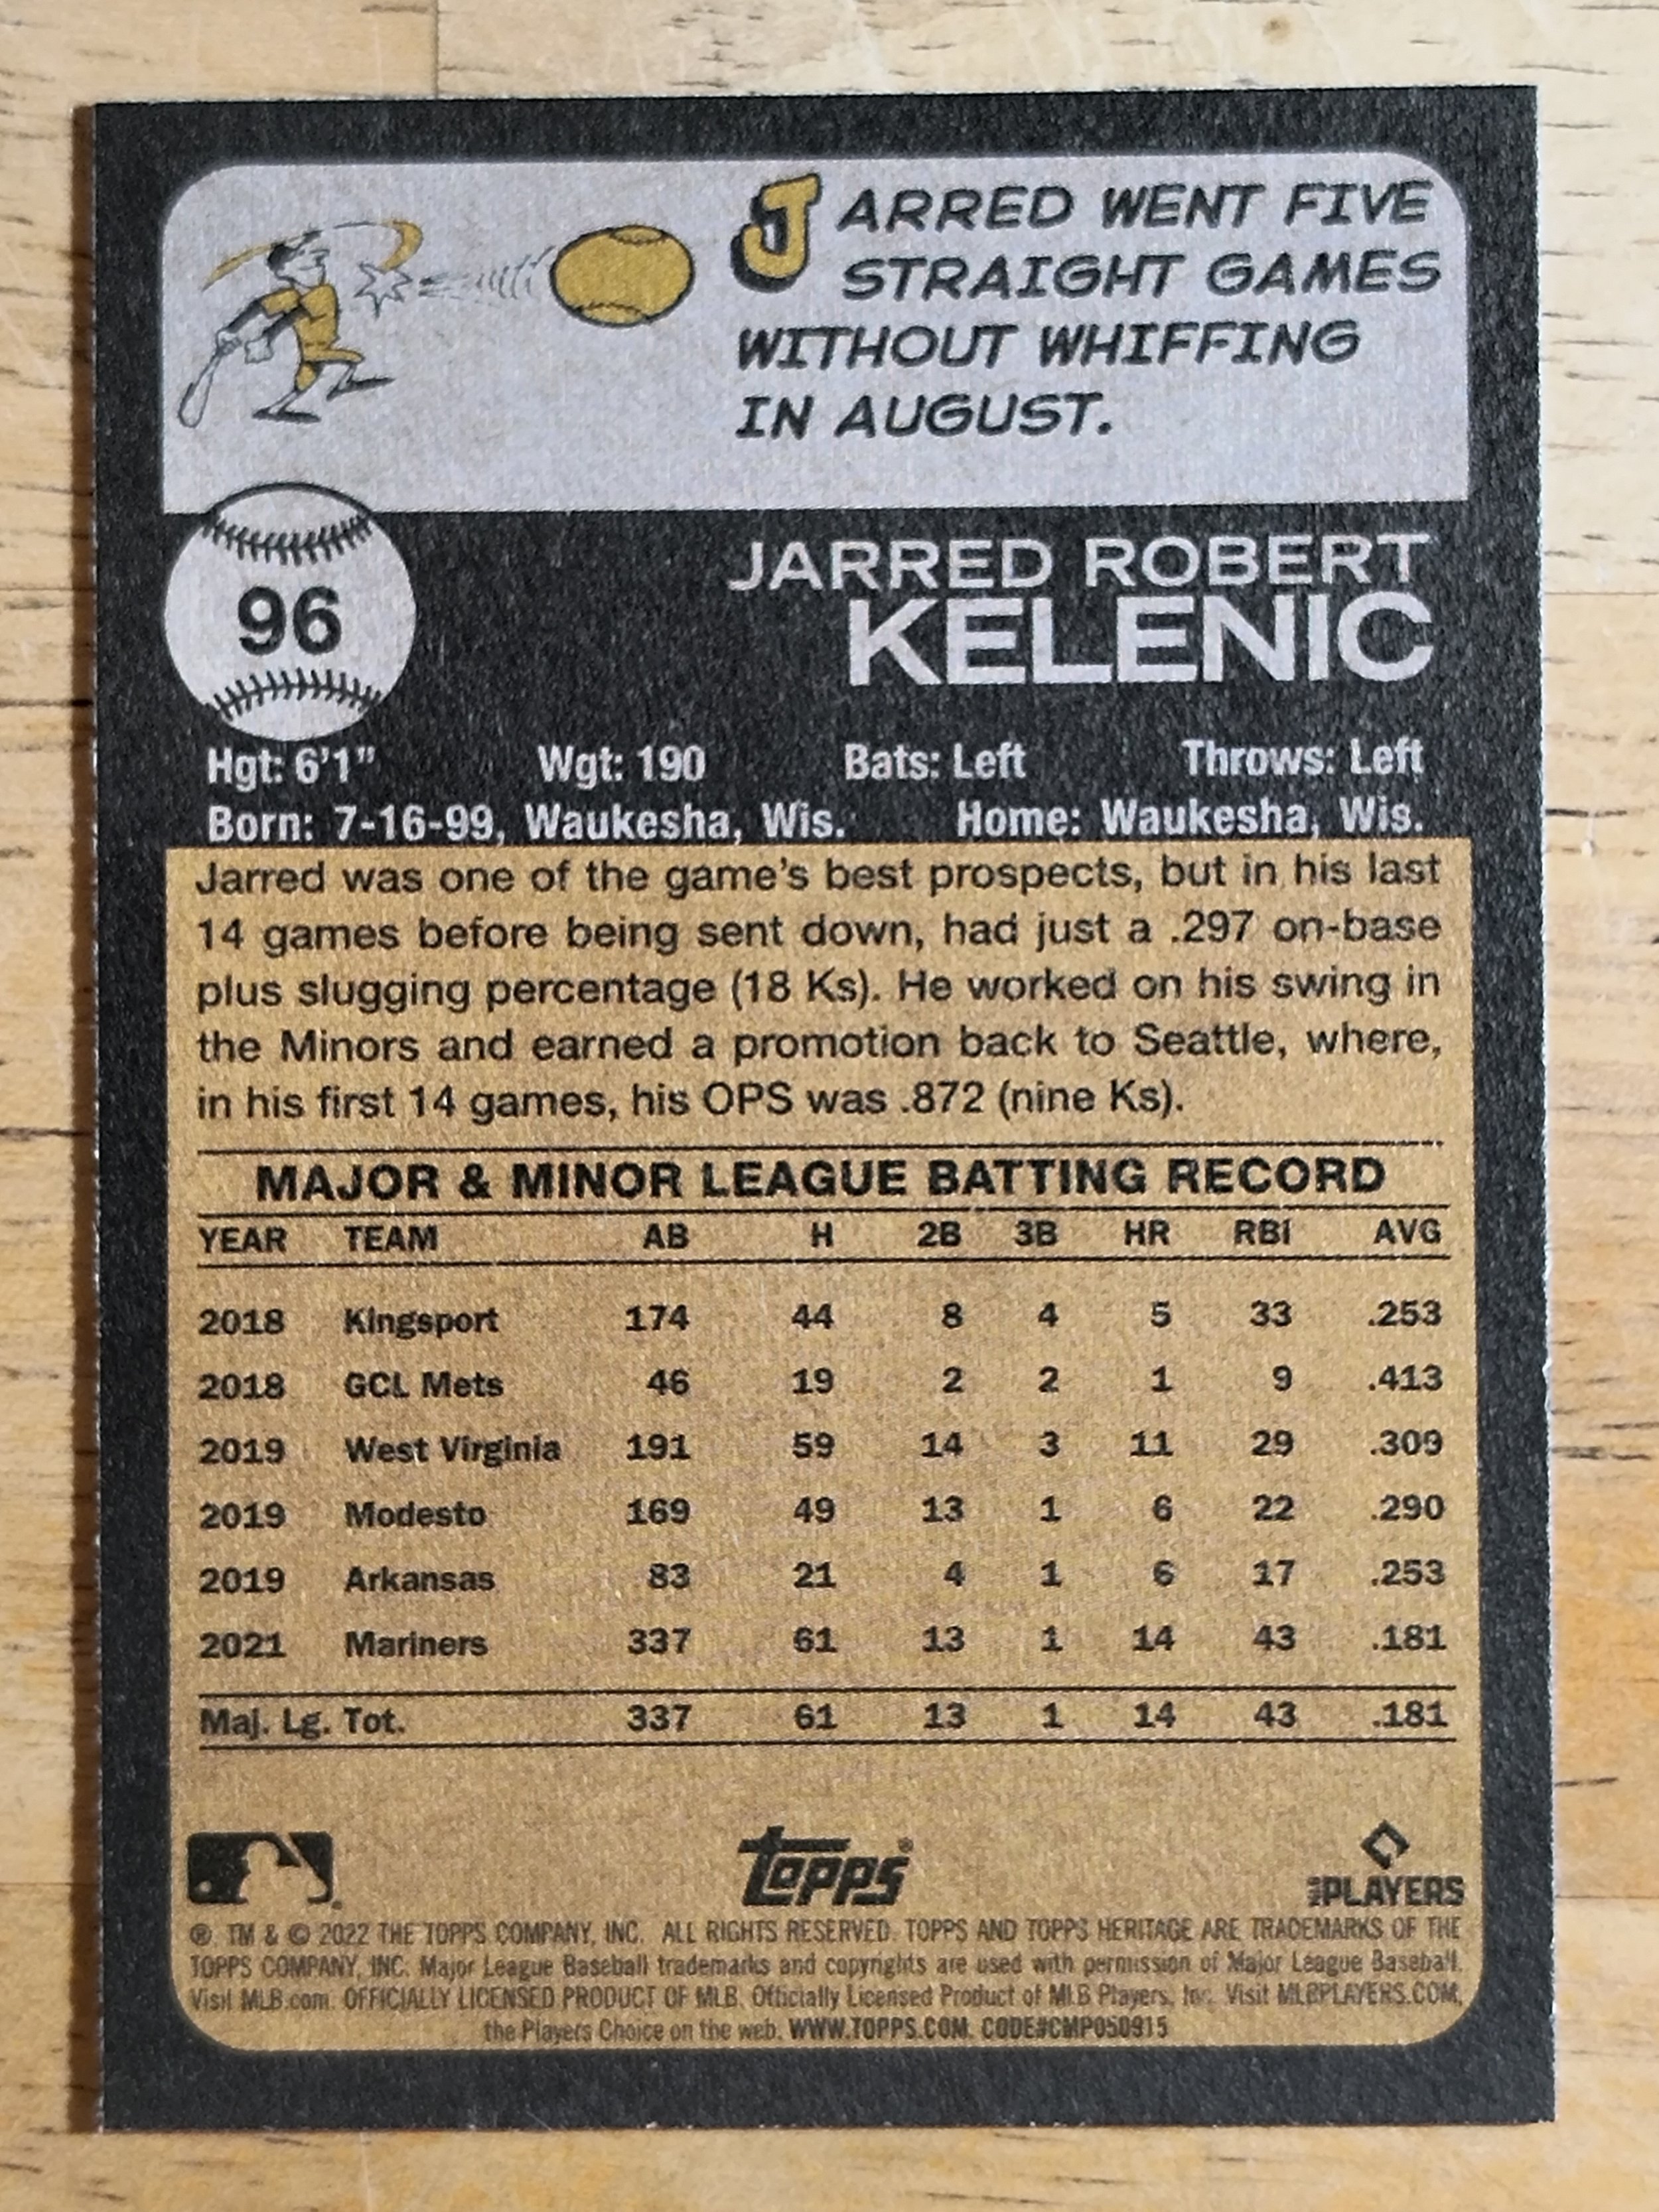 JARRED WENT FIVE
STRAIGHT GAMES
WITHOUT WHIFFING
IN AUGUST.
96
JARRED ROBERT
KELENIC
Hgt: 6'1" Wgt: 190 Bats: Left Throws: Left
Born: 7-16-99, Waukesha, Wis. Home: Waukesha, Wis.
Jarred was one of the game's best prospects, but in his last
14 games before being sent down, had just a .297 on-base
plus slugging percentage (18 Ks). He worked on his swing in
the Minors and earned a promotion back to Seattle, where,
in his first 14 games, his OPS was .872 (nine Ks).
MAJOR & MINOR LEAGUE BATTING RECORD
YEAR TEAM AB H 2B 3B HR RBI AVG
2018 Kingsport 174 44 8 4 5 33 .253
2018 GCL Mets 46 19 2 2 1 9 .413
2019 West Virginia 191 59 14 3 11 29 .309
2019 Modesto 169 49 13 1 6 22 .290
2019 Arkansas 83 21 4 1 6 17 .253
2021 Mariners 337 61 13 1 14 43 .181
Maj. Lg. Tot. 337 61 13 1 14 43 .181
topps®
PLAYERS
®, TM & © 2022 THE TOPPS COMPANY, INC. ALL RIGHTS RESERVED. TOPPS AND TOPPS HERITAGE ARE TRADEMARKS OF THE
TOPPS COMPANY, INC. Major League Baseball trademarks and copyrights are used with permission of Major League Baseball.
Visit MLB.com. OFFICIALLY LICENSED PRODUCT OF MLB. Officially Licensed Product of MLB Players, Inc. Visit MLBPLAYERS.COM,
the Players Choice on the web. WWW.TOPPS.COM. CODE#CMP050915